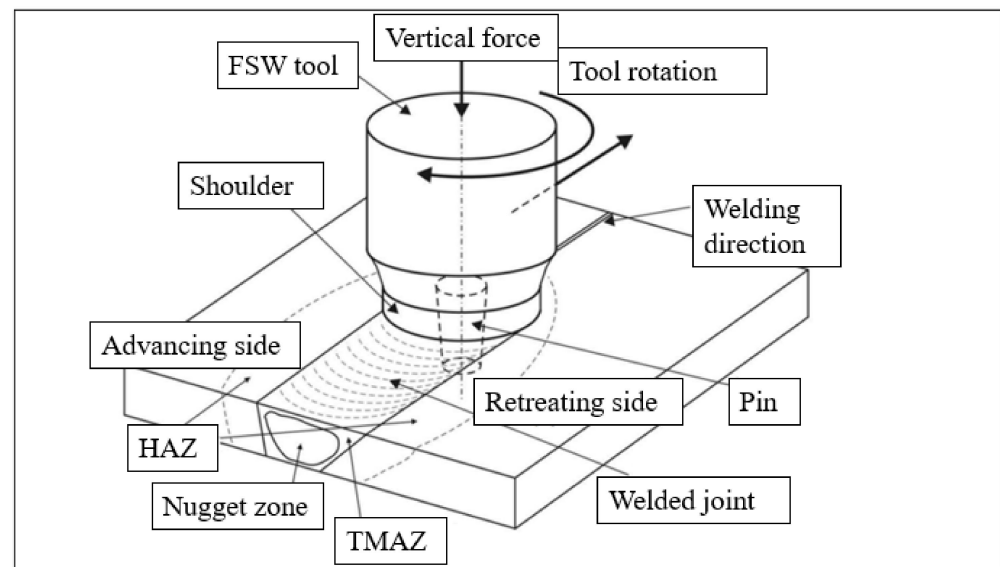 Vertical force
FSW tool
Tool rotation
Shoulder
Welding
direction
Advancing side
Retreating side
Pin
HAZ
Nugget zone
Welded joint
TMAZ